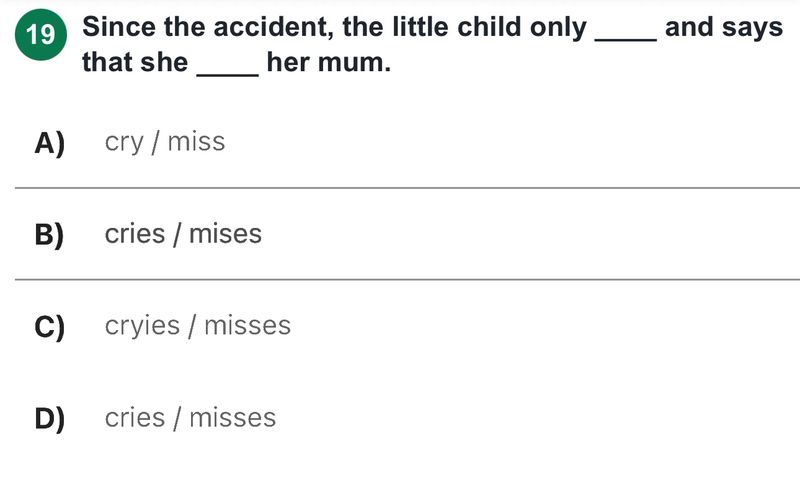 19 Since the accident, the little child only ____ and says
that she ____ her mum.
A) cry / miss
B) cries / mises
C) cryies / misses
D) cries / misses